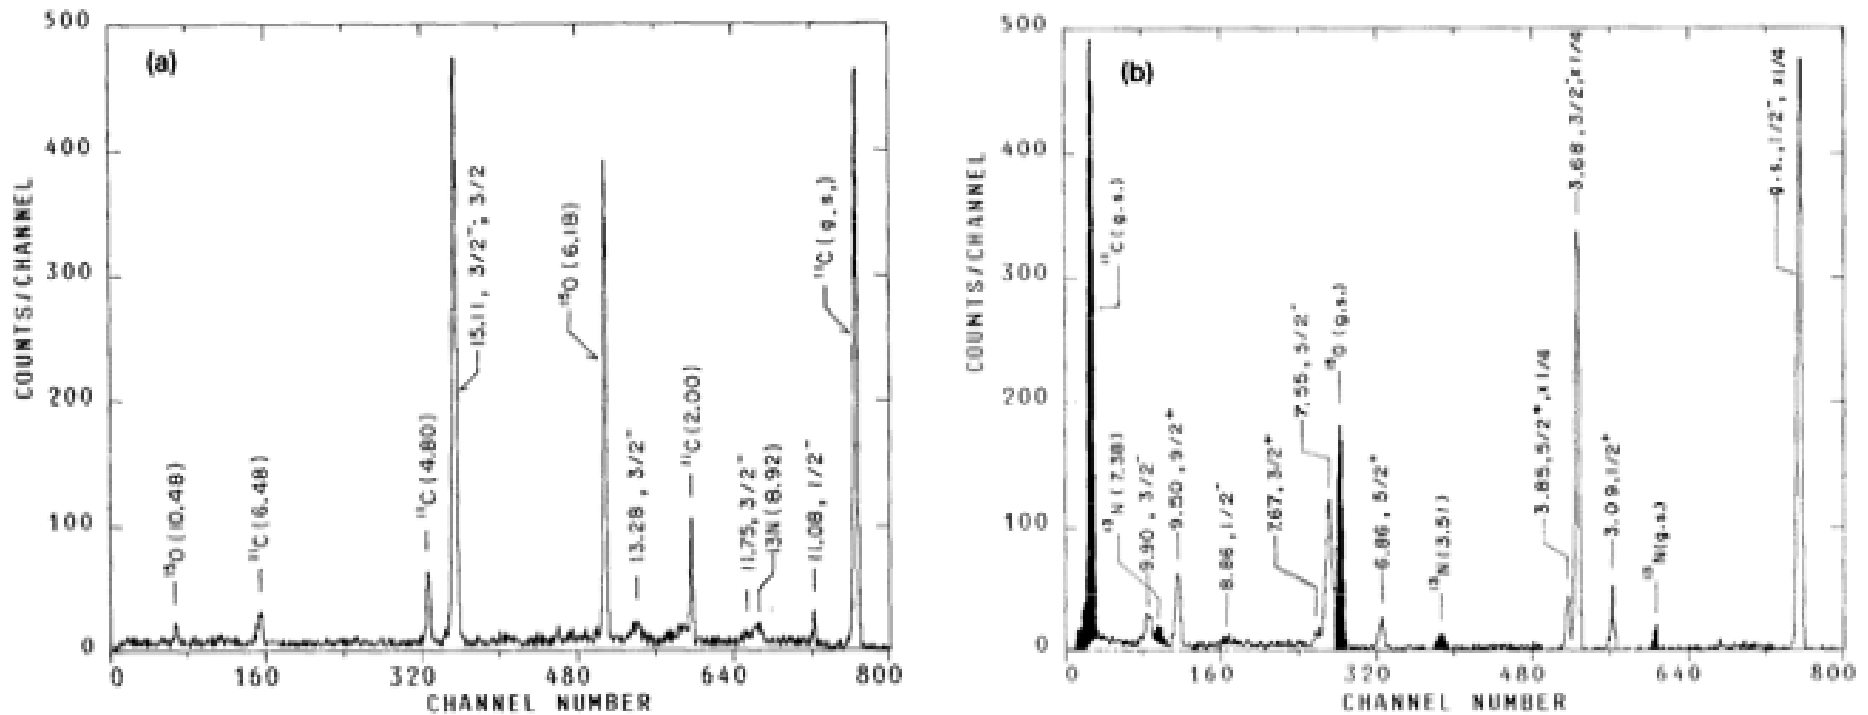 (a)
COUNTS/CHANNEL
500
400
300
200
100
0
¹⁵O (10.48)
¹¹C (6.48)
¹¹C (4.80)
15.11, 3/2⁻; 3/2
¹⁵O (6.18)
13.28, 3/2⁻
¹¹C (2.00)
11.75, 3/2⁻
13N (8.92)
11.08, 1/2⁻
¹¹C (g.s.)
0 160 320 480 640 800
CHANNEL NUMBER
(b)
COUNTS/CHANNEL
500
400
300
200
100
0
¹¹C (g.s.)
¹³N (7.38)
9.90, 3/2⁻
9.50, 9/2⁺
8.86, 1/2⁻
7.67, 3/2⁺
7.55, 5/2⁻
¹⁵O (g.s.)
6.86, 5/2⁺
¹³N (3.51)
3.85, 5/2⁺, x1/4
3.68, 3/2⁻, x1/4
3.09, 1/2⁺
¹³N (g.s.)
g.s., 1/2⁻, x1/4
0 160 320 480 640 800
CHANNEL NUMBER